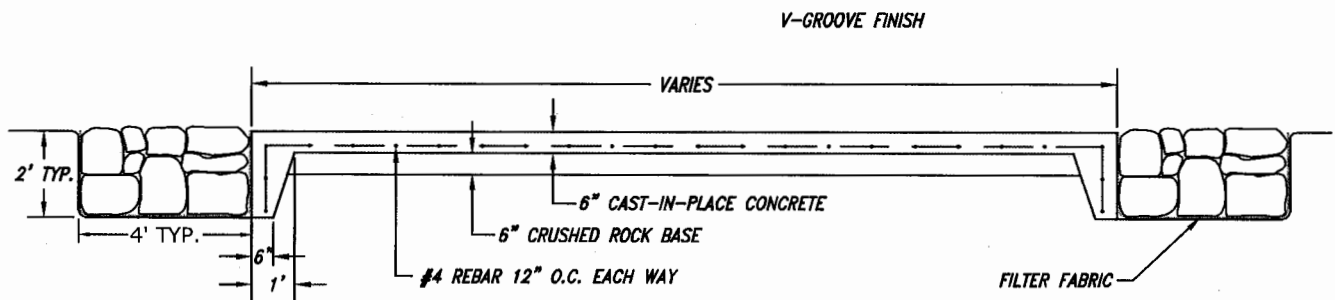 V-GROOVE FINISH
VARIES
2' TYP.
4' TYP.
6"
1'
6" CAST-IN-PLACE CONCRETE
6" CRUSHED ROCK BASE
#4 REBAR 12" O.C. EACH WAY
FILTER FABRIC